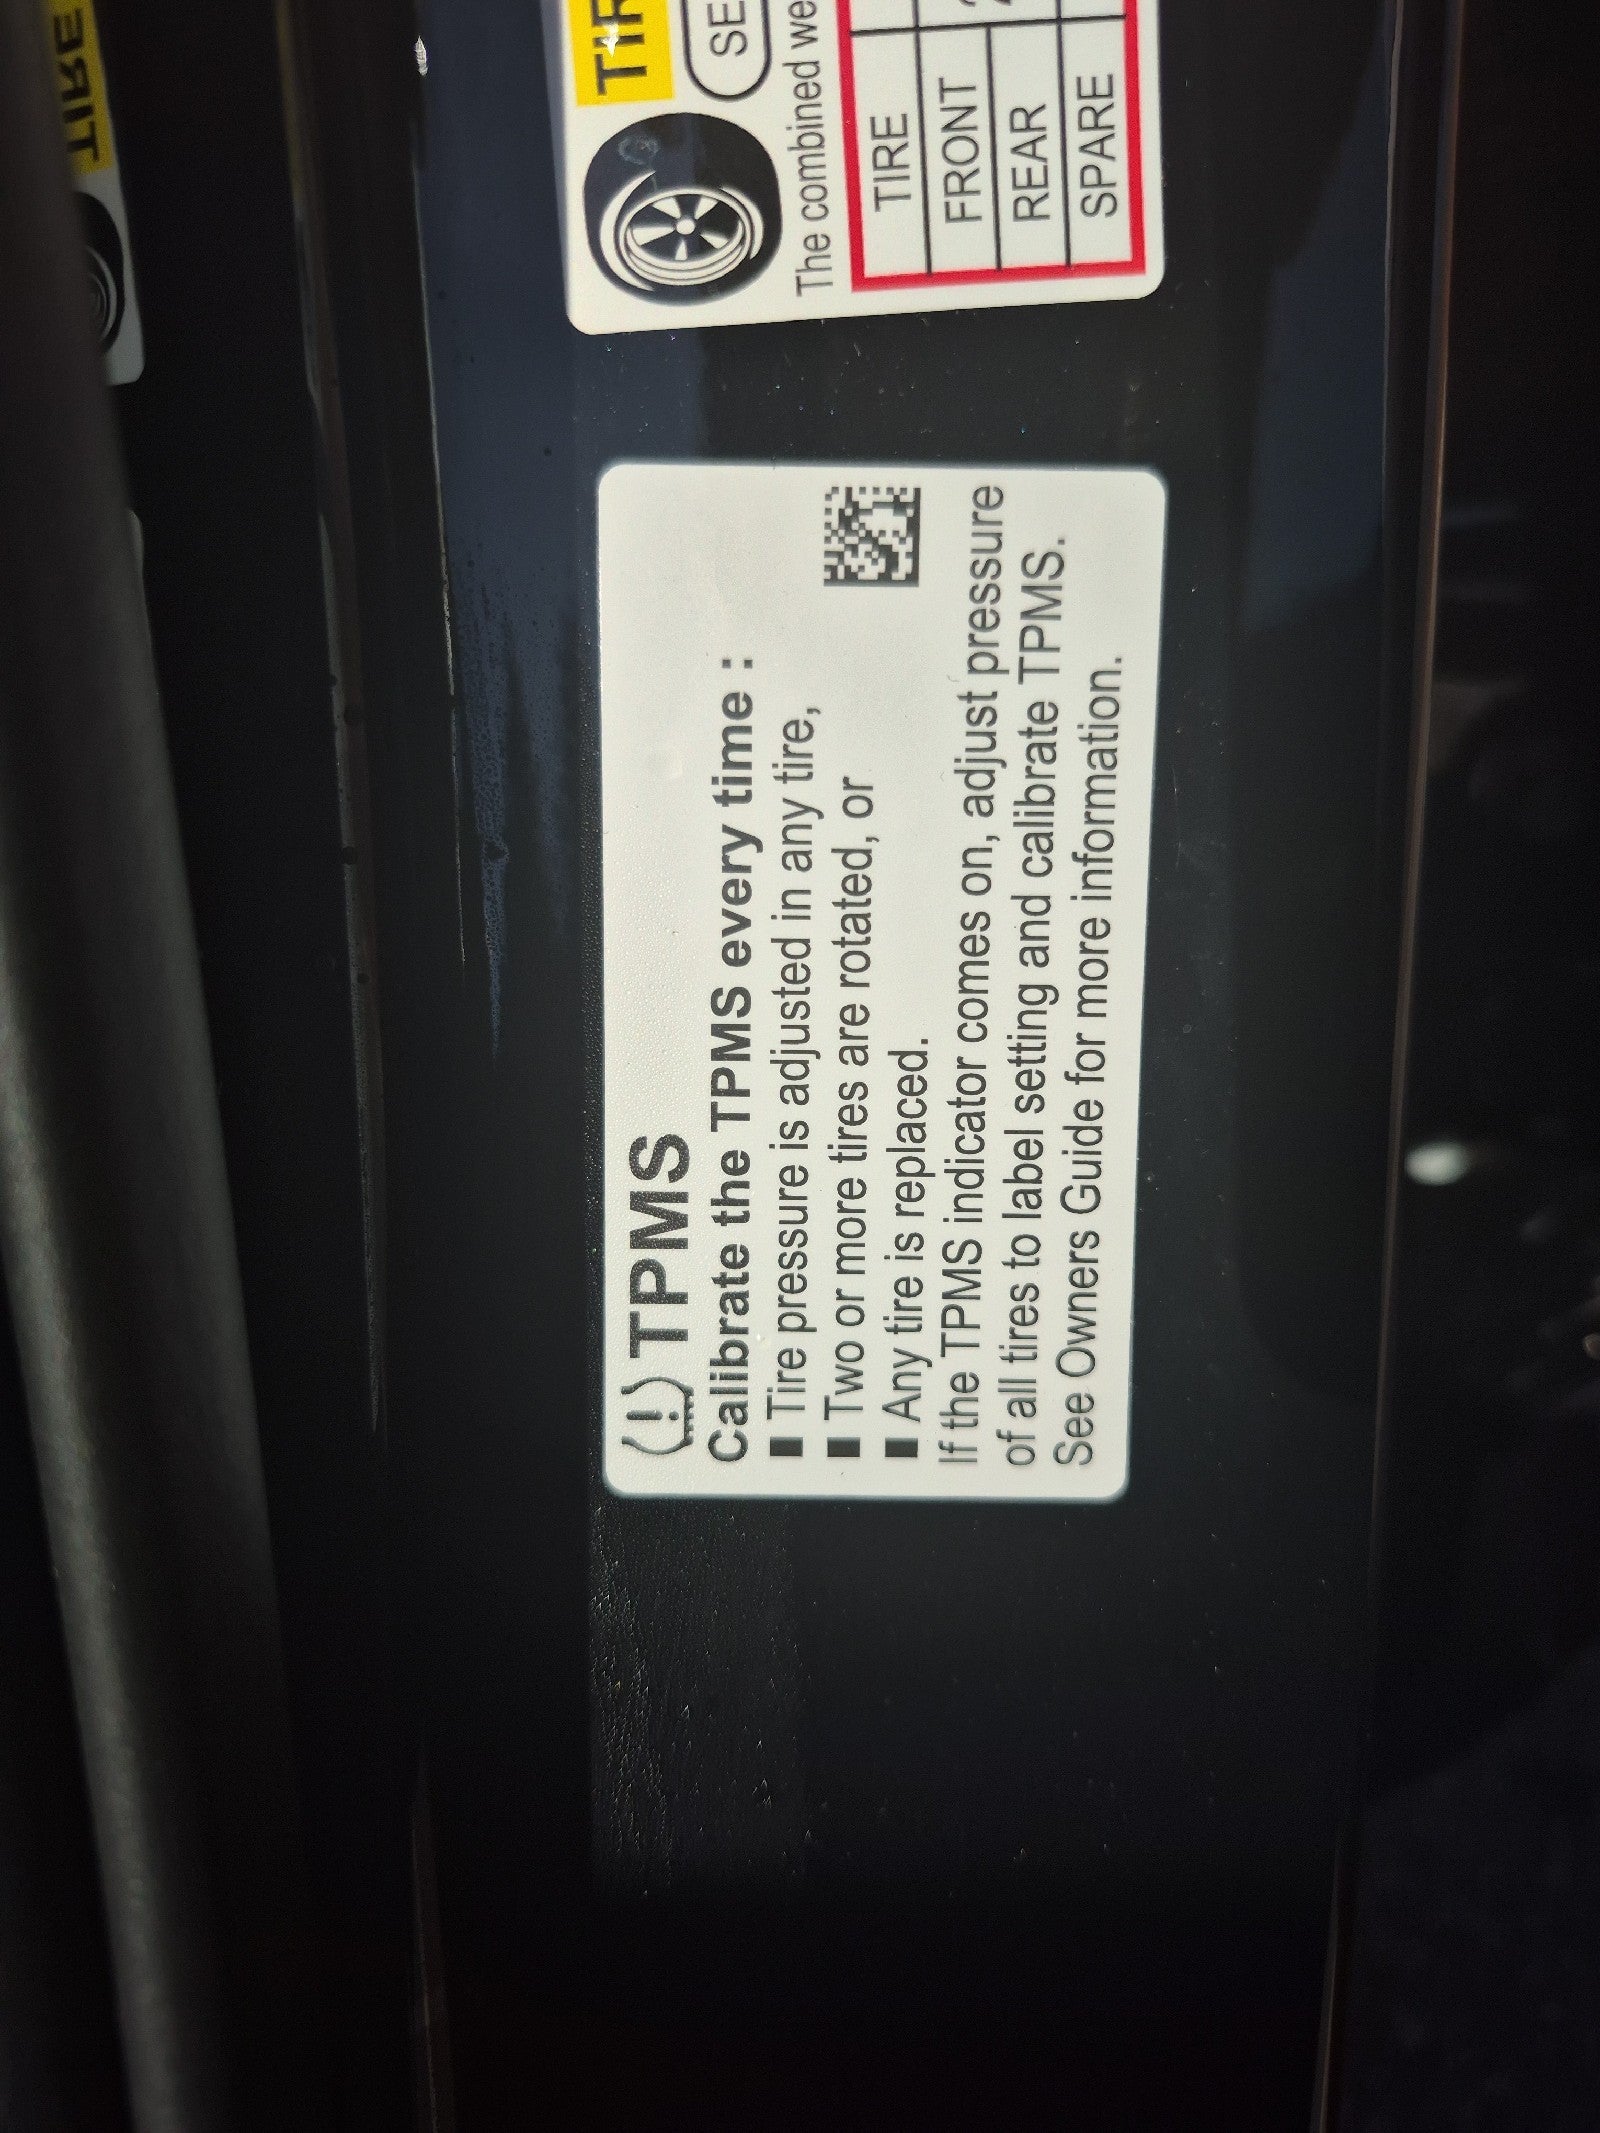 TPMS
Calibrate the TPMS every time :
■ Tire pressure is adjusted in any tire,
■ Two or more tires are rotated, or
■ Any tire is replaced.
If the TPMS indicator comes on, adjust pressure
of all tires to label setting and calibrate TPMS.
See Owners Guide for more information.
TIR
SE
The combined we
TIRE
FRONT
REAR
SPARE
TIRE